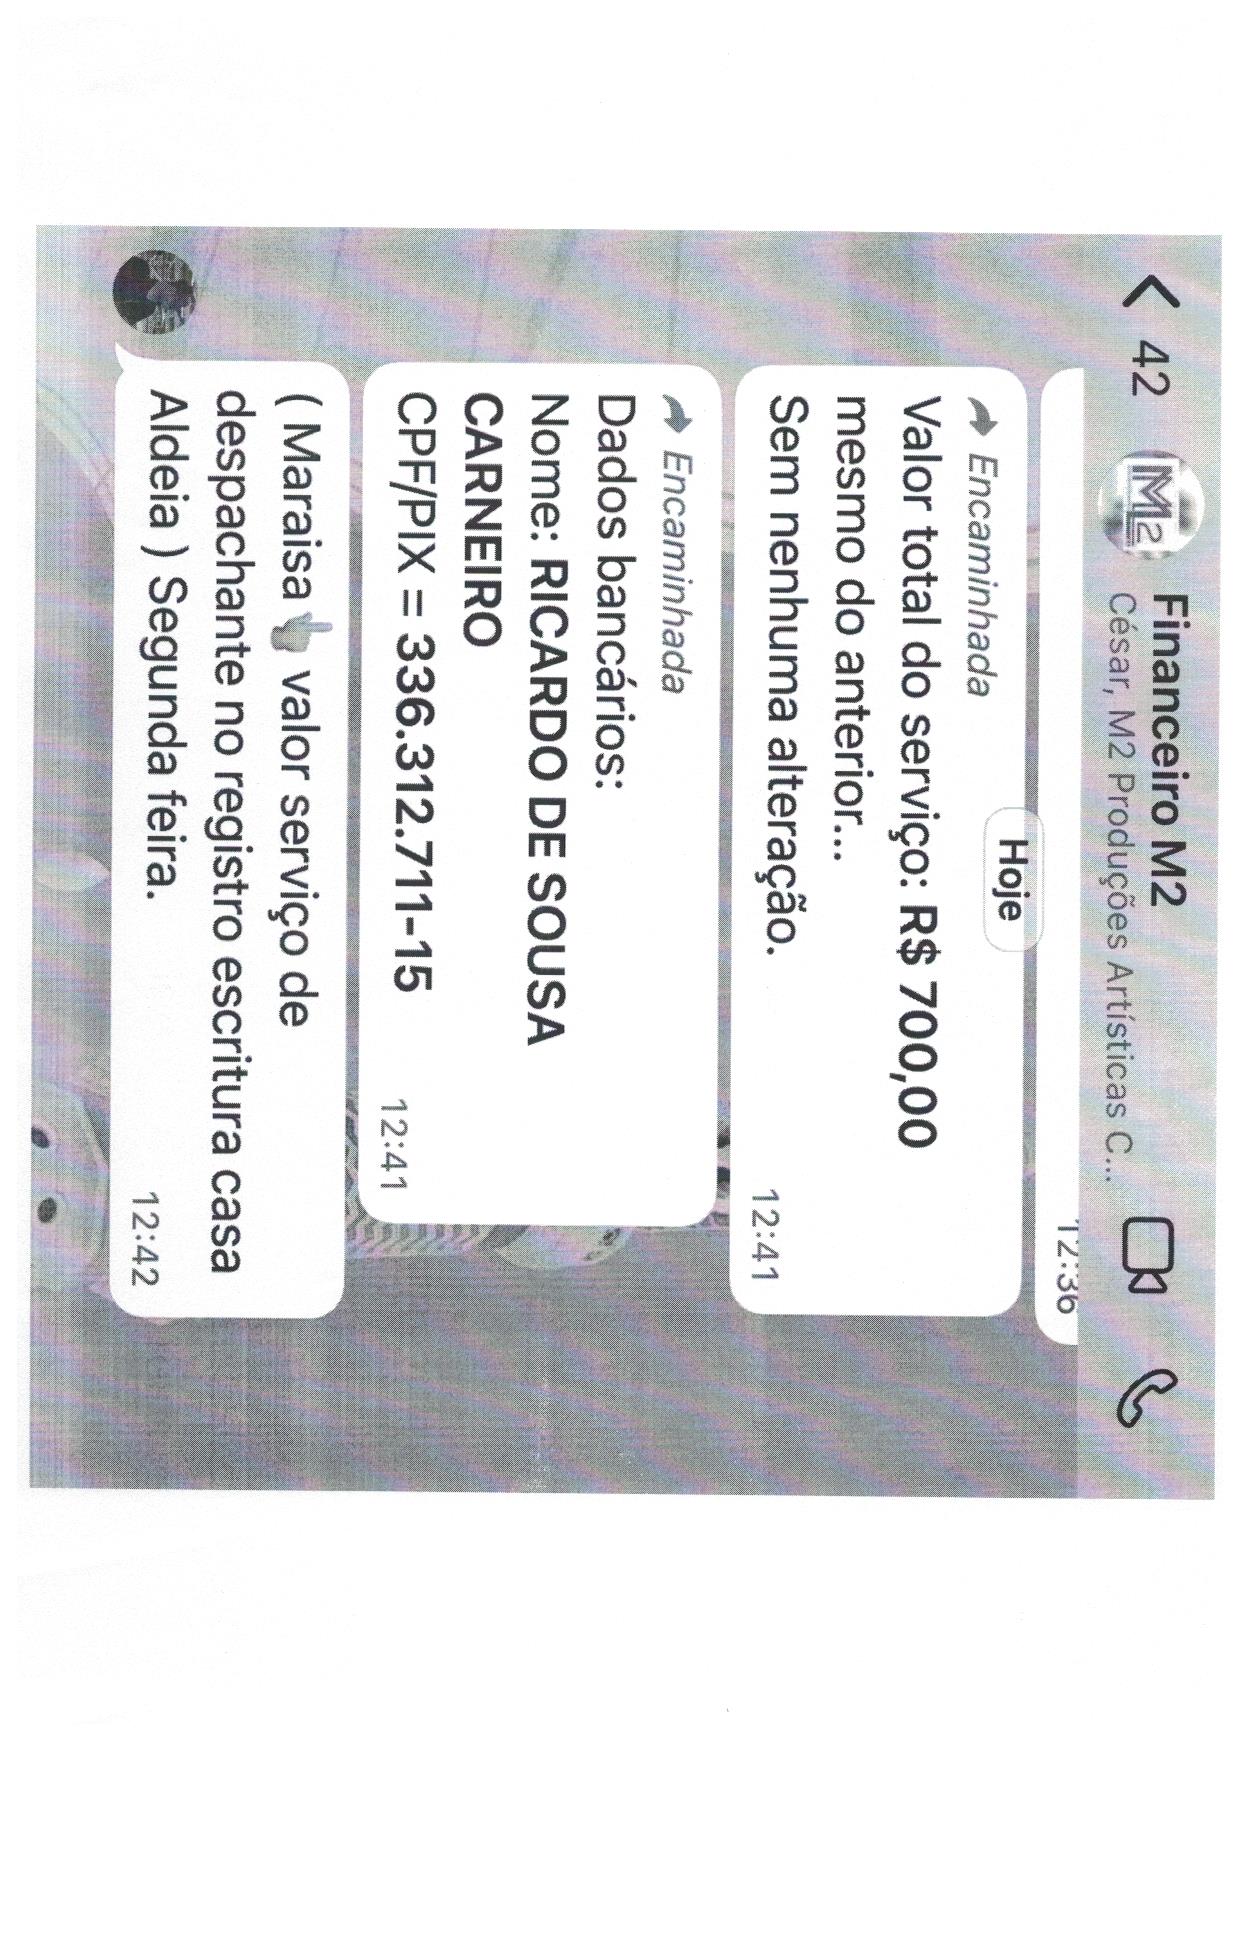 42
M2
Financeiro M2
César, M2 Produções Artísticas C...
12:36
Hoje
Encaminhada
Valor total do serviço: R$ 700,00
mesmo do anterior...
Sem nenhuma alteração.
12:41
Encaminhada
Dados bancários:
Nome: RICARDO DE SOUSA
CARNEIRO
CPF/PIX = 336.312.711-15
12:41
( Maraisa 👆 valor serviço de
despachante no registro escritura casa
Aldeia ) Segunda feira.
12:42